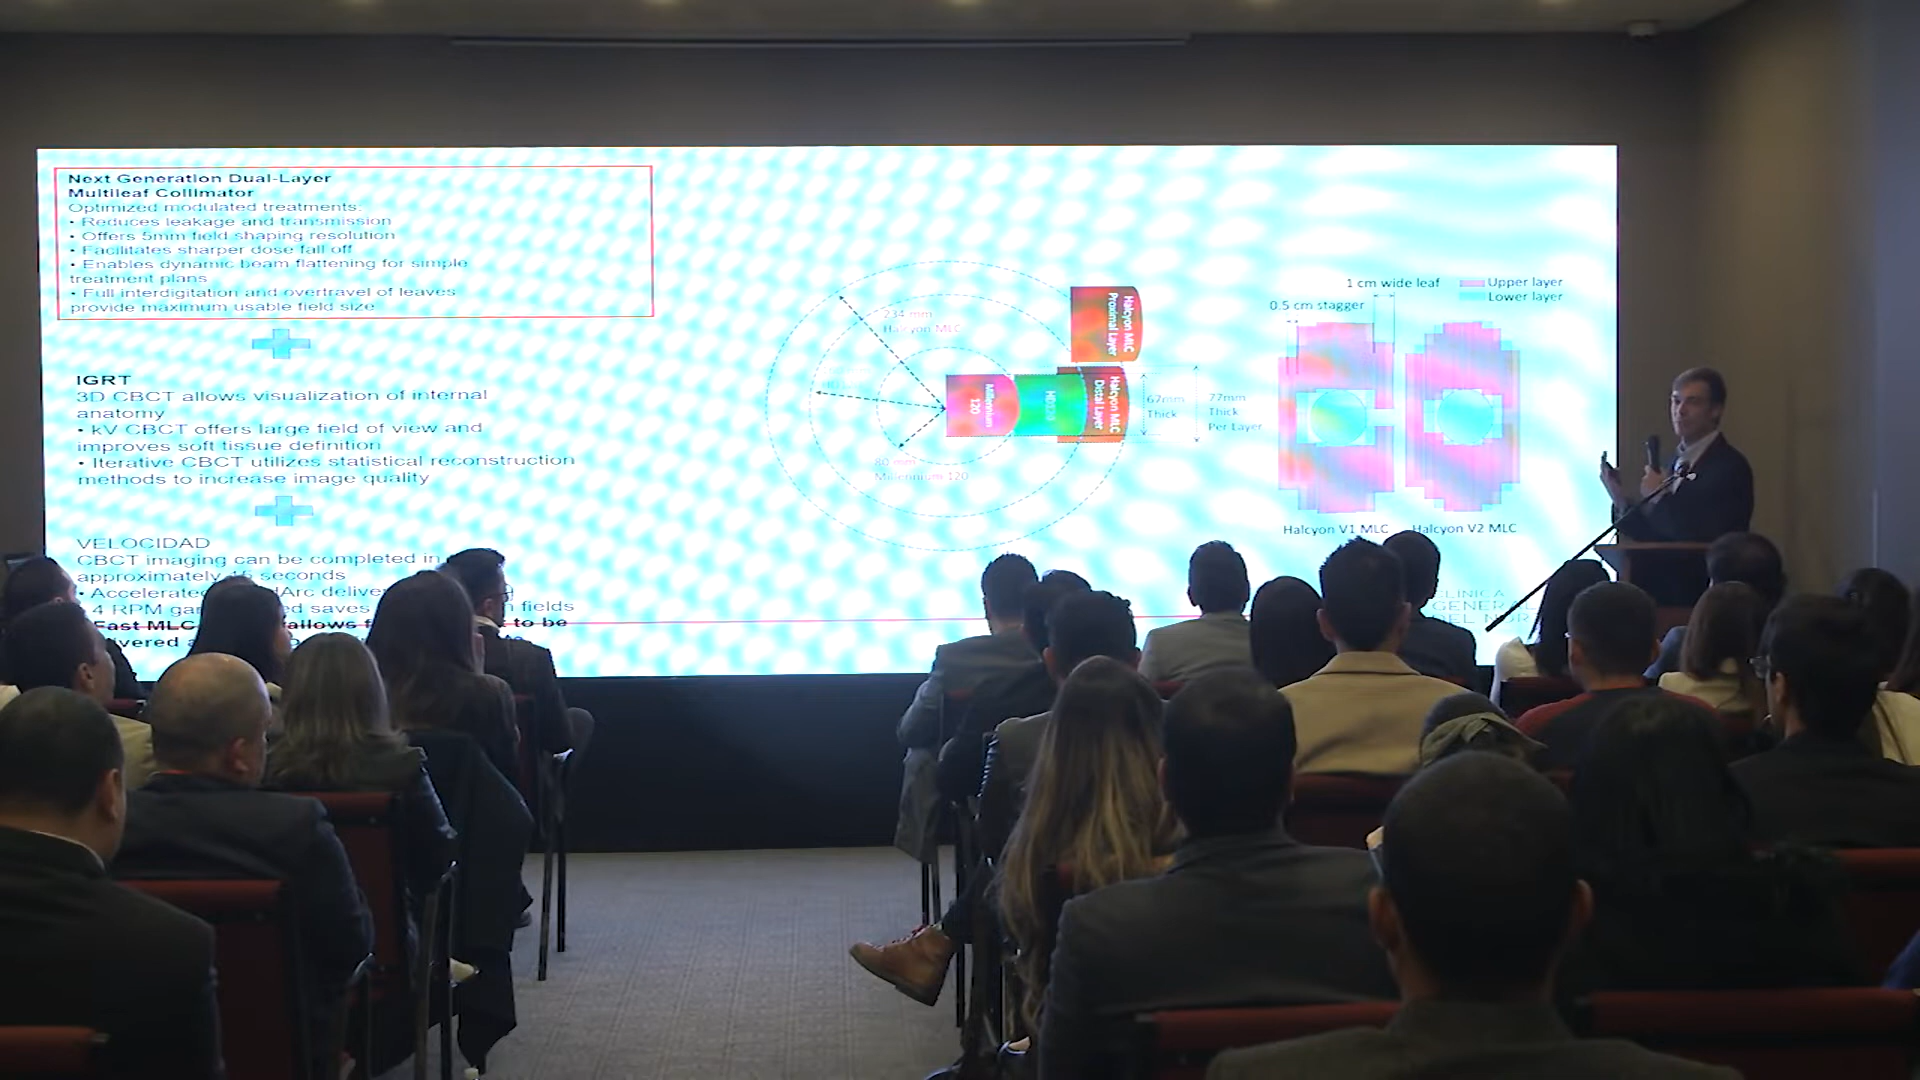 Next Generation Dual-Layer
Multileaf Collimator
Optimized modulated treatments.
• Reduces leakage and transmission
• Offers 5mm field shaping resolution
• Facilitates sharper dose fall off
• Enables dynamic beam flattening for simple
treatment plans
• Full interdigitation and overtravel of leaves
provide maximum usable field size
IGRT
3D CBCT allows visualization of internal
anatomy
• kV CBCT offers large field of view and
improves soft tissue definition
• Iterative CBCT utilizes statistical reconstruction
methods to increase image quality
VELOCIDAD
CBCT imaging can be completed in
approximately seconds
• Accelerated
4 RPM saves fields
Fast MLC allows to be
234 mm
Halcyon MLC
80 mm
Millennium 120
Millennium
120
Halcyon MLC
Proximal Layer
Halcyon MLC
Distal Layer
67mm
Thick
77mm
Thick
Per Layer
1 cm wide leaf
0.5 cm stagger
Upper layer
Lower layer
Halcyon V1 MLC
Halcyon V2 MLC
CLINICA
GENERAL
DEL NORTE